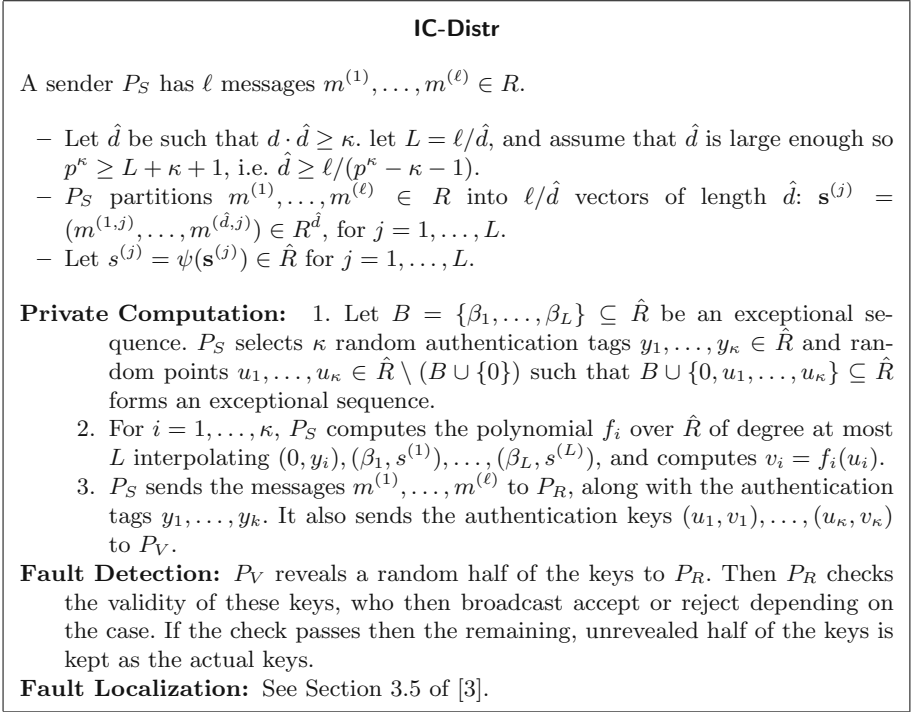 IC-Distr
A sender P_S has ℓ messages m^{(1)}, . . . , m^{(ℓ)} ∈ R.
– Let d̂ be such that d · d̂ ≥ κ. let L = ℓ/d̂, and assume that d̂ is large enough so
p^κ ≥ L + κ + 1, i.e. d̂ ≥ ℓ/(p^κ − κ − 1).
– P_S partitions m^{(1)}, . . . , m^{(ℓ)} ∈ R into ℓ/d̂ vectors of length d̂: s^{(j)} =
(m^{(1,j)}, . . . , m^{(d̂,j)}) ∈ R^{d̂}, for j = 1, . . . , L.
– Let s^{(j)} = ψ(s^{(j)}) ∈ R̂ for j = 1, . . . , L.
Private Computation: 1. Let B = {β_1, . . . , β_L} ⊆ R̂ be an exceptional se-
quence. P_S selects κ random authentication tags y_1, . . . , y_κ ∈ R̂ and ran-
dom points u_1, . . . , u_κ ∈ R̂ \ (B ∪ {0}) such that B ∪ {0, u_1, . . . , u_κ} ⊆ R̂
forms an exceptional sequence.
2. For i = 1, . . . , κ, P_S computes the polynomial f_i over R̂ of degree at most
L interpolating (0, y_i), (β_1, s^{(1)}), . . . , (β_L, s^{(L)}), and computes v_i = f_i(u_i).
3. P_S sends the messages m^{(1)}, . . . , m^{(ℓ)} to P_R, along with the authentication
tags y_1, . . . , y_k. It also sends the authentication keys (u_1, v_1), . . . , (u_κ, v_κ)
to P_V.
Fault Detection: P_V reveals a random half of the keys to P_R. Then P_R checks
the validity of these keys, who then broadcast accept or reject depending on
the case. If the check passes then the remaining, unrevealed half of the keys is
kept as the actual keys.
Fault Localization: See Section 3.5 of [3].